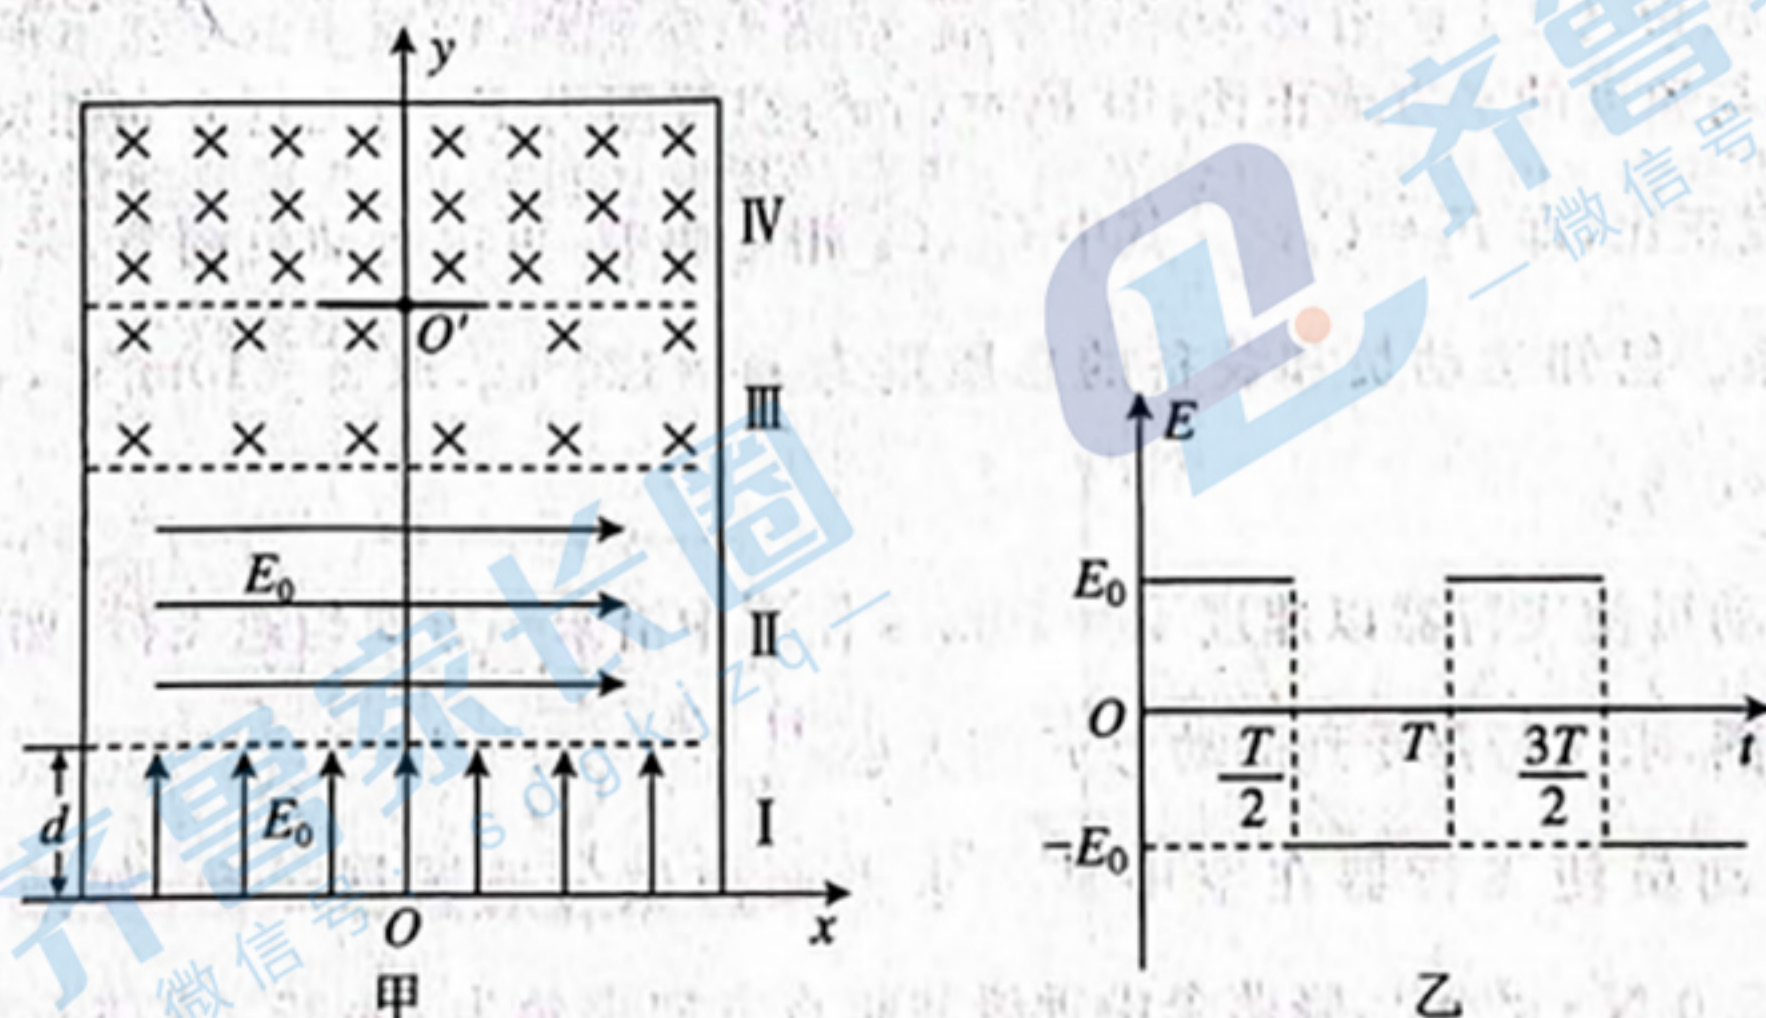 y
IV
O'
III
E₀
II
d
E₀
I
O
x
甲
E
E₀
O
T/2
T
3T/2
t
-E₀
乙
齐鲁家长圈
微信号:sdgkjzq
齐鲁
微信号